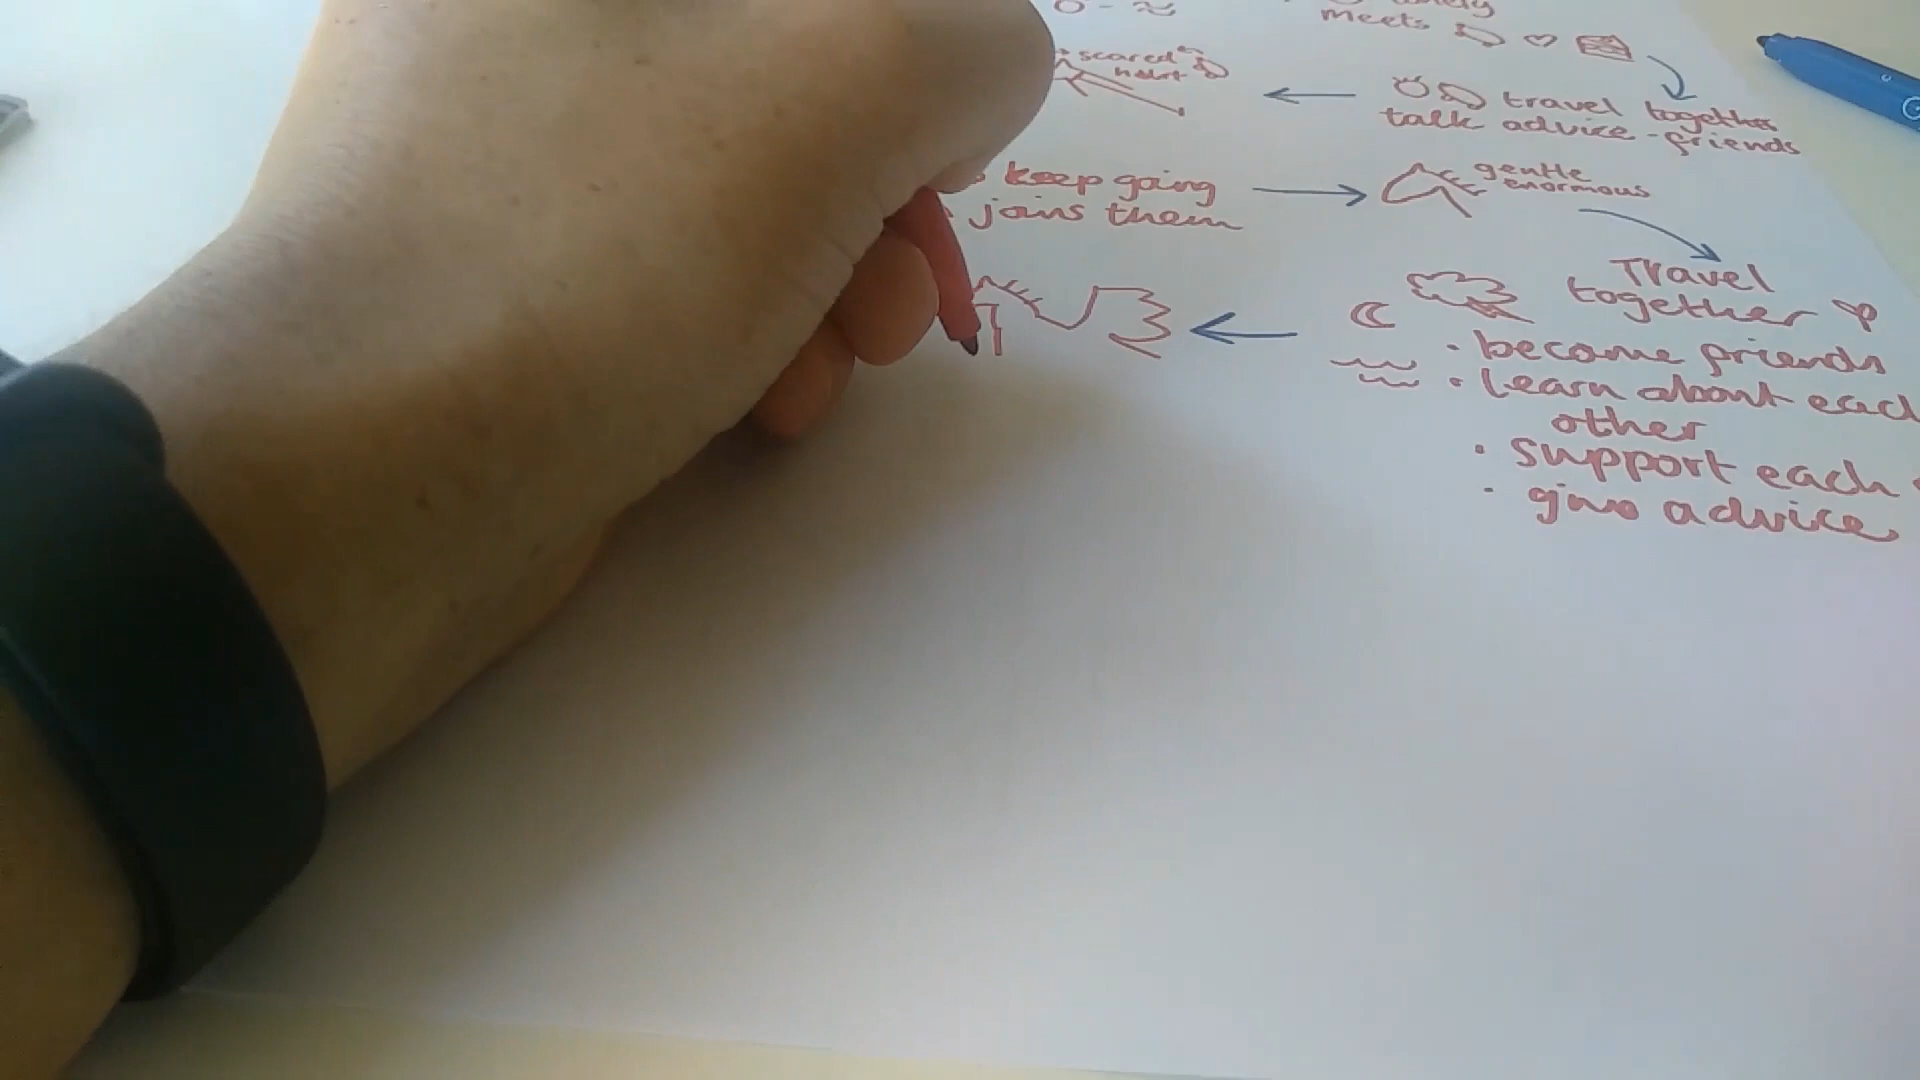 meets
scared
hurt
travel together
talk advice - friends
keep going
joins them
gentle
enormous
Travel
together
• become friends
• learn about each
other
• support each
• give advice